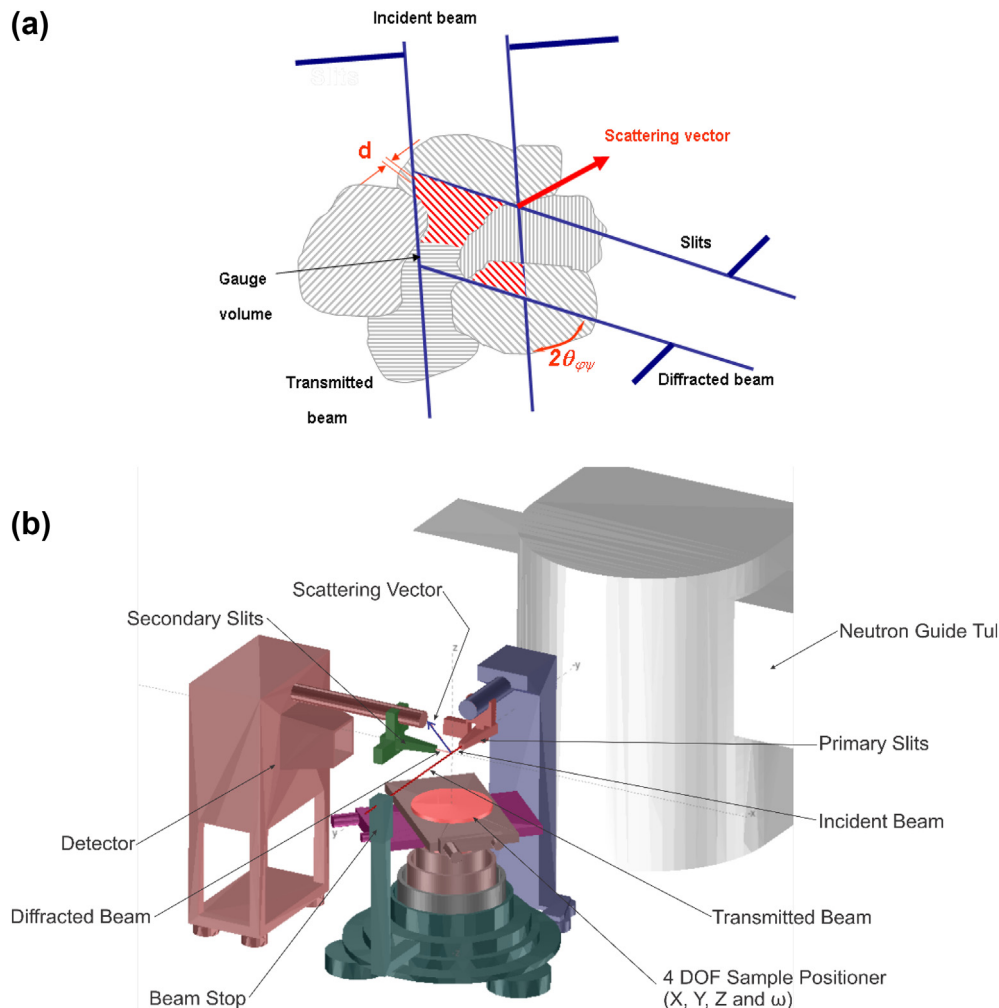 (a)
Incident beam
slits
Scattering vector
d
Slits
Gauge
volume
2θφψ
Transmitted
beam
Diffracted beam
(b)
Scattering Vector
Secondary Slits
z
-y
Neutron Guide Tul
Primary Slits
-x
Incident Beam
y
Detector
Diffracted Beam
Transmitted Beam
4 DOF Sample Positioner
(X, Y, Z and ω)
Beam Stop